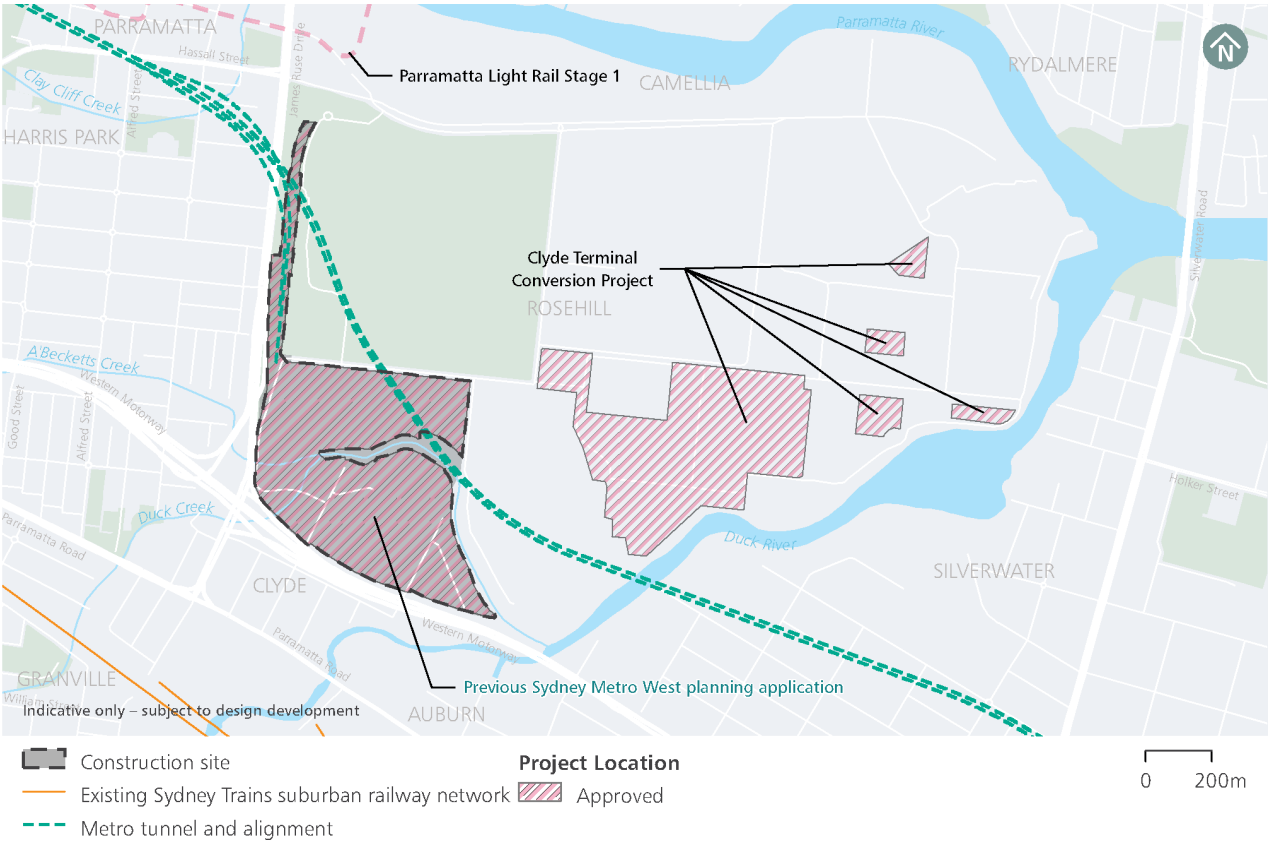 PARRAMATTA
Hassall Street
James Ruse Drive
Parramatta Light Rail Stage 1
Parramatta River
CAMELLIA
RYDALMERE
N
Clay Cliff Creek
Alfred Street
HARRIS PARK
Silverwater Road
Clyde Terminal
Conversion Project
ROSEHILL
A'Becketts Creek
Western Motorway
Good Street
Alfred Street
Duck Creek
Parramatta Road
Holker Street
Duck River
CLYDE
SILVERWATER
Western Motorway
Parramatta Road
GRANVILLE
William Street
Previous Sydney Metro West planning application
Indicative only – subject to design development
AUBURN
Construction site
Existing Sydney Trains suburban railway network
Metro tunnel and alignment
Project Location
Approved
0 200m